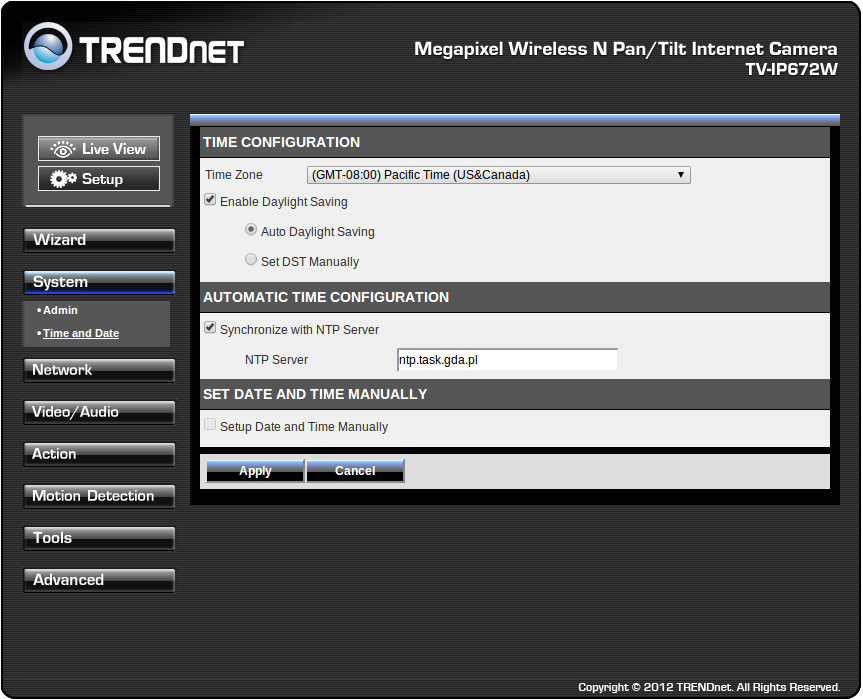 TRENDnet
Megapixel Wireless N Pan/Tilt Internet Camera
TV-IP672W
Live View
Setup
Wizard
System
• Admin
• Time and Date
Network
Video/Audio
Action
Motion Detection
Tools
Advanced
TIME CONFIGURATION
Time Zone (GMT-08:00) Pacific Time (US&Canada)
Enable Daylight Saving
Auto Daylight Saving
Set DST Manually
AUTOMATIC TIME CONFIGURATION
Synchronize with NTP Server
NTP Server ntp.task.gda.pl
SET DATE AND TIME MANUALLY
Setup Date and Time Manually
Apply Cancel
Copyright © 2012 TRENDnet. All Rights Reserved.